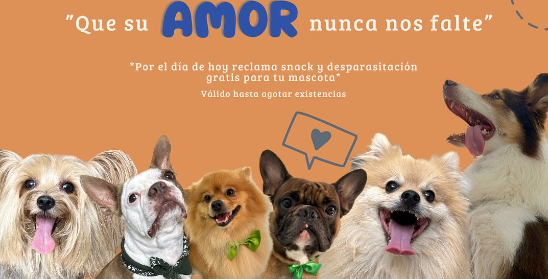 "Que su AMOR nunca nos falte"
*Por el día de hoy reclama snack y desparasitación
gratis para tu mascota*
Válido hasta agotar existencias